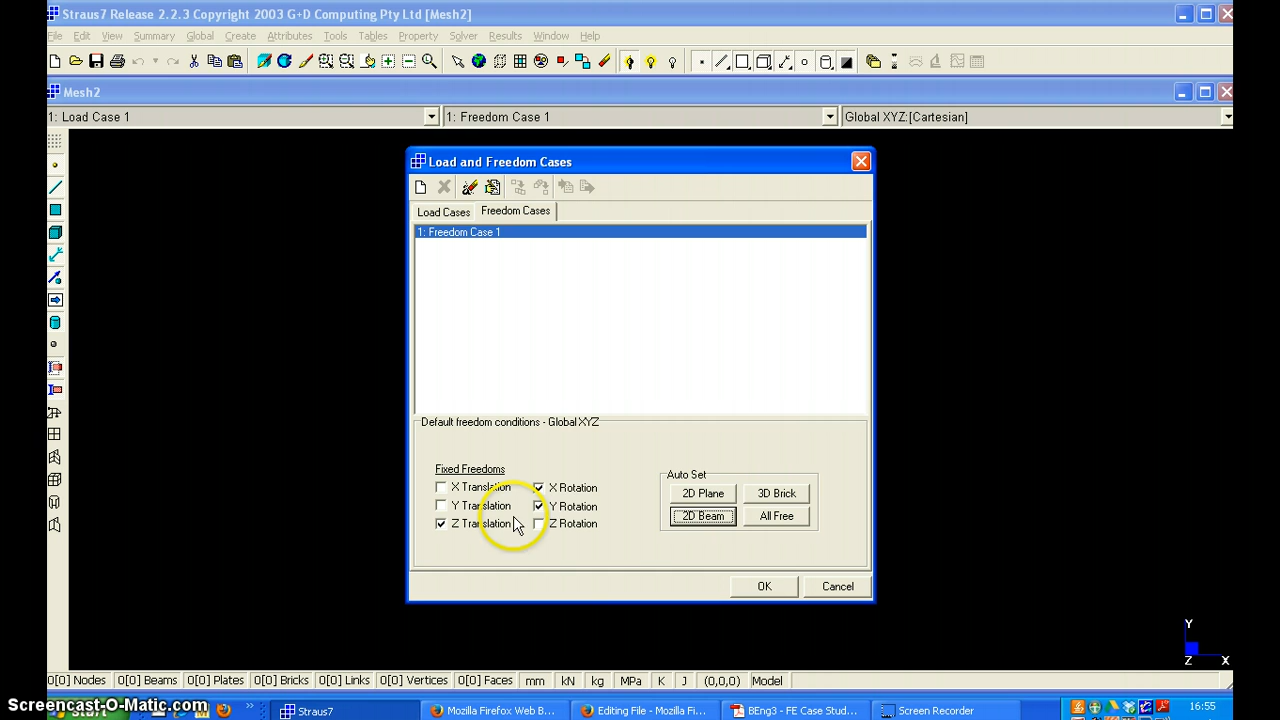 Straus7 Release 2.2.3 Copyright 2003 G+D Computing Pty Ltd [Mesh2]
File Edit View Summary Global Create Attributes Tools Tables Property Solver Results Window Help
Mesh2
1: Load Case 1 1: Freedom Case 1 Global XYZ:[Cartesian]
Load and Freedom Cases
Load Cases Freedom Cases
1: Freedom Case 1
Default freedom conditions - Global XYZ
Fixed Freedoms
Auto Set
X Translation X Rotation 2D Plane 3D Brick
Y Translation Y Rotation
Z Translation Z Rotation 2D Beam All Free
OK Cancel
Y
Z X
0[0] Nodes 0[0] Beams 0[0] Plates 0[0] Bricks 0[0] Links 0[0] Vertices 0[0] Faces mm kN kg MPa K J (0,0,0) Model
Screencast-O-Matic.com
Straus7 Mozilla Firefox Web B... Editing File - Mozilla Fi... BEng3 - FE Case Stud... Screen Recorder 16:55